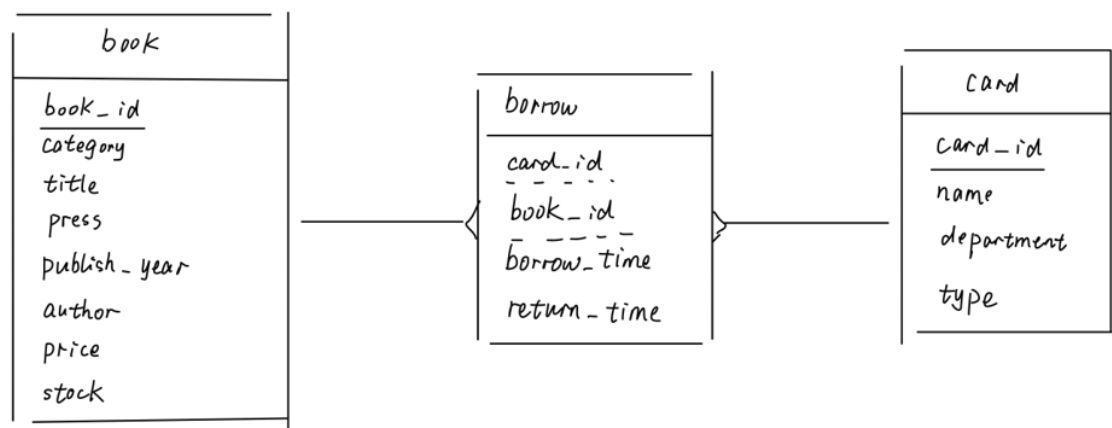 book
book_id
category
title
press
publish_year
author
price
stock
borrow
card_id
book_id
borrow_time
return_time
card
card_id
name
department
type